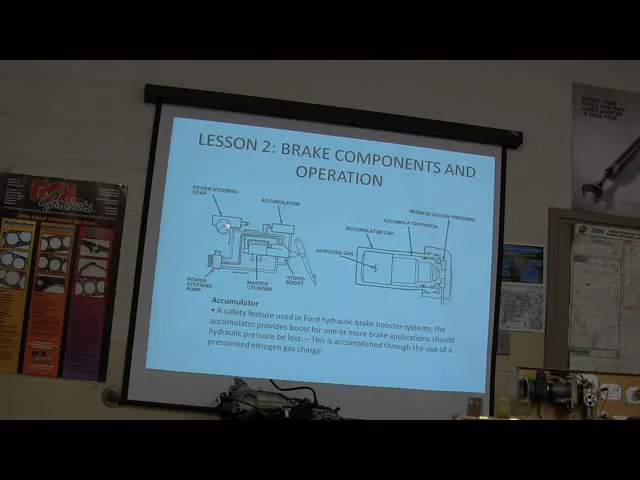 LESSON 2: BRAKE COMPONENTS AND
OPERATION
POWER STEERING
GEAR
ACCUMULATOR
POWER
STEERING
PUMP
MASTER
CYLINDER
HYDRO-
BOOST
RESERVE SYSTEM PRESSURE
ACCUMULATOR PISTON
ACCUMULATOR CAP
NITROGEN GAS
Accumulator
• A safety feature used in Ford hydraulic brake booster systems, the
accumulator provides boost for one or more brake applications should
hydraulic pressure be lost. – This is accomplished through the use of a
pressurized nitrogen gas charge
Gaskets